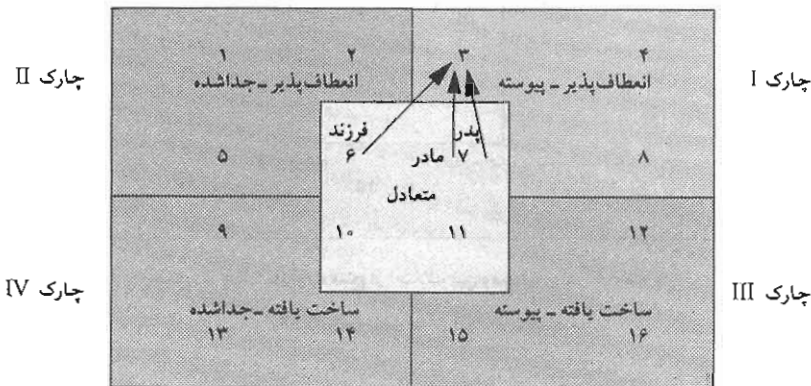 ۴ ۳ ۲ ۱
چارک I انعطاف‌پذیر ـ پیوسته انعطاف‌پذیر ـ جداشده چارک II
پدر فرزند
۸ ۷ مادر ۶ ۵
متعادل
۱۲ ۱۱ ۱۰ ۹
چارک III ساخت یافته ـ پیوسته ساخت یافته ـ جداشده چارک IV
۱۶ ۱۵ ۱۴ ۱۳